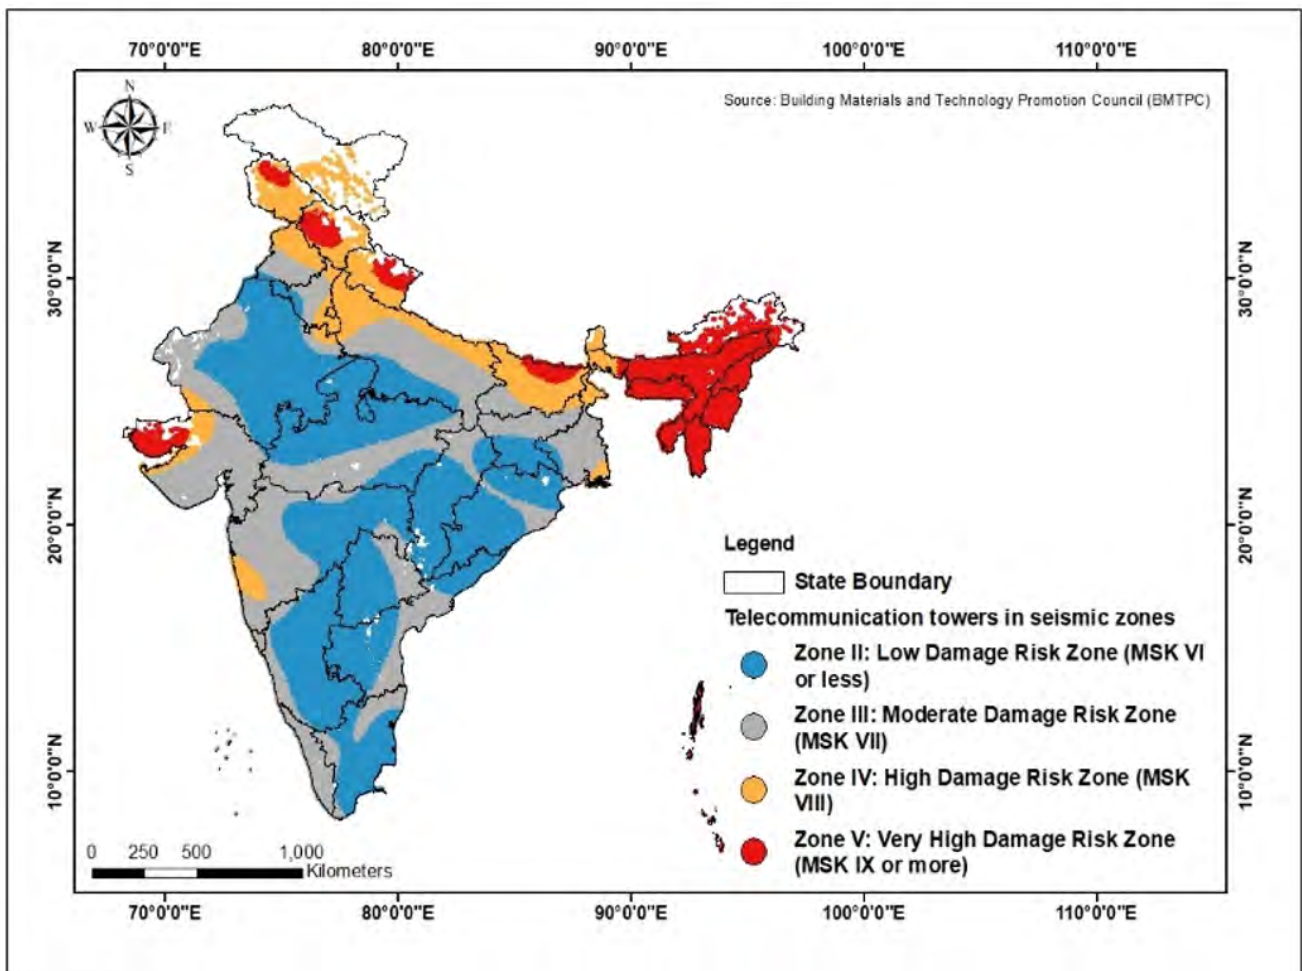 70°0'0"E 80°0'0"E 90°0'0"E 100°0'0"E 110°0'0"E
Source: Building Materials and Technology Promotion Council (BMTPC)
N
W E
S
30°0'0"N 30°0'0"N
20°0'0"N 20°0'0"N
Legend
State Boundary
Telecommunication towers in seismic zones
Zone II: Low Damage Risk Zone (MSK VI
or less)
Zone III: Moderate Damage Risk Zone
(MSK VII)
10°0'0"N 10°0'0"N
Zone IV: High Damage Risk Zone (MSK
VIII)
Zone V: Very High Damage Risk Zone
(MSK IX or more)
0 250 500 1,000
Kilometers
70°0'0"E 80°0'0"E 90°0'0"E 100°0'0"E 110°0'0"E